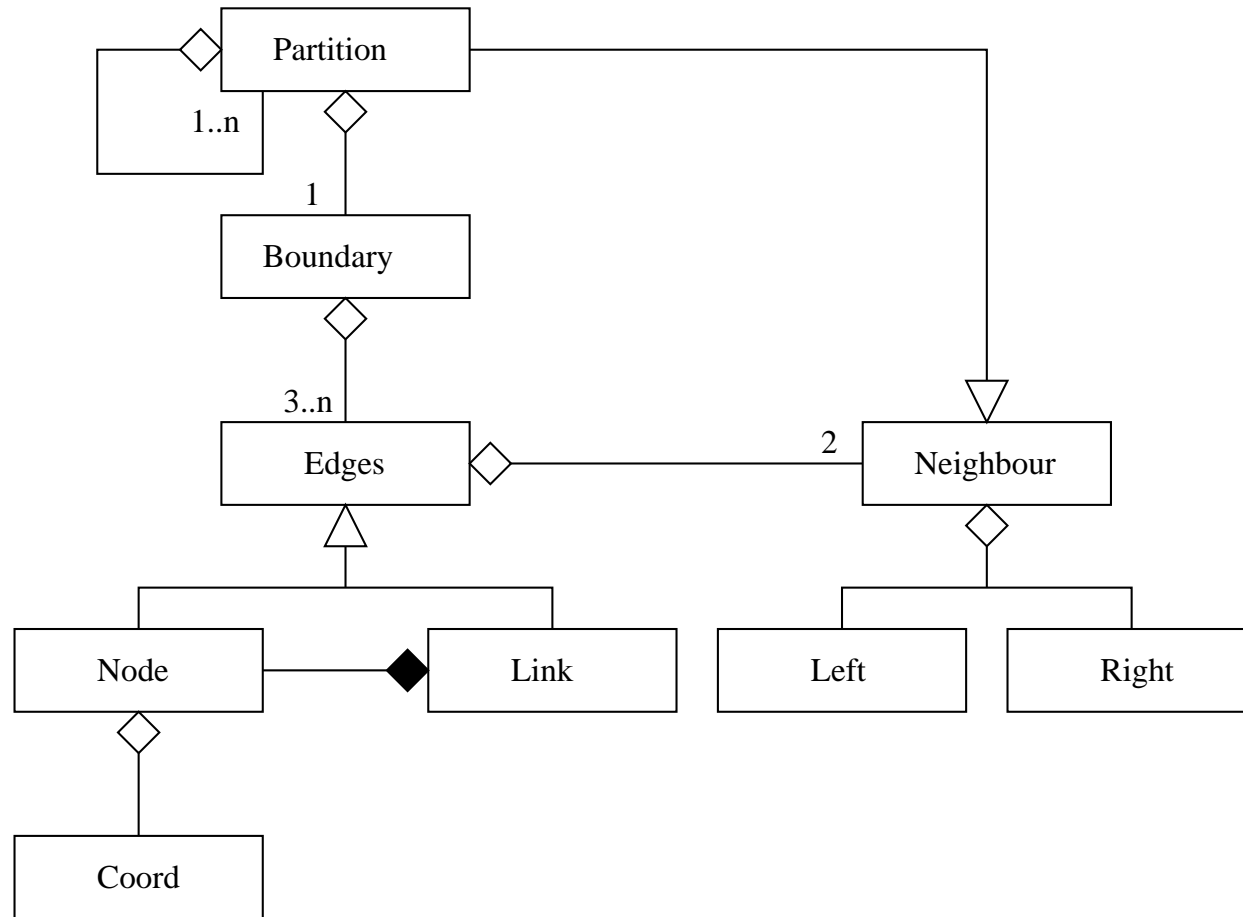 Partition
1..n
1
Boundary
3..n
Edges
2
Neighbour
Node
Link
Left
Right
Coord